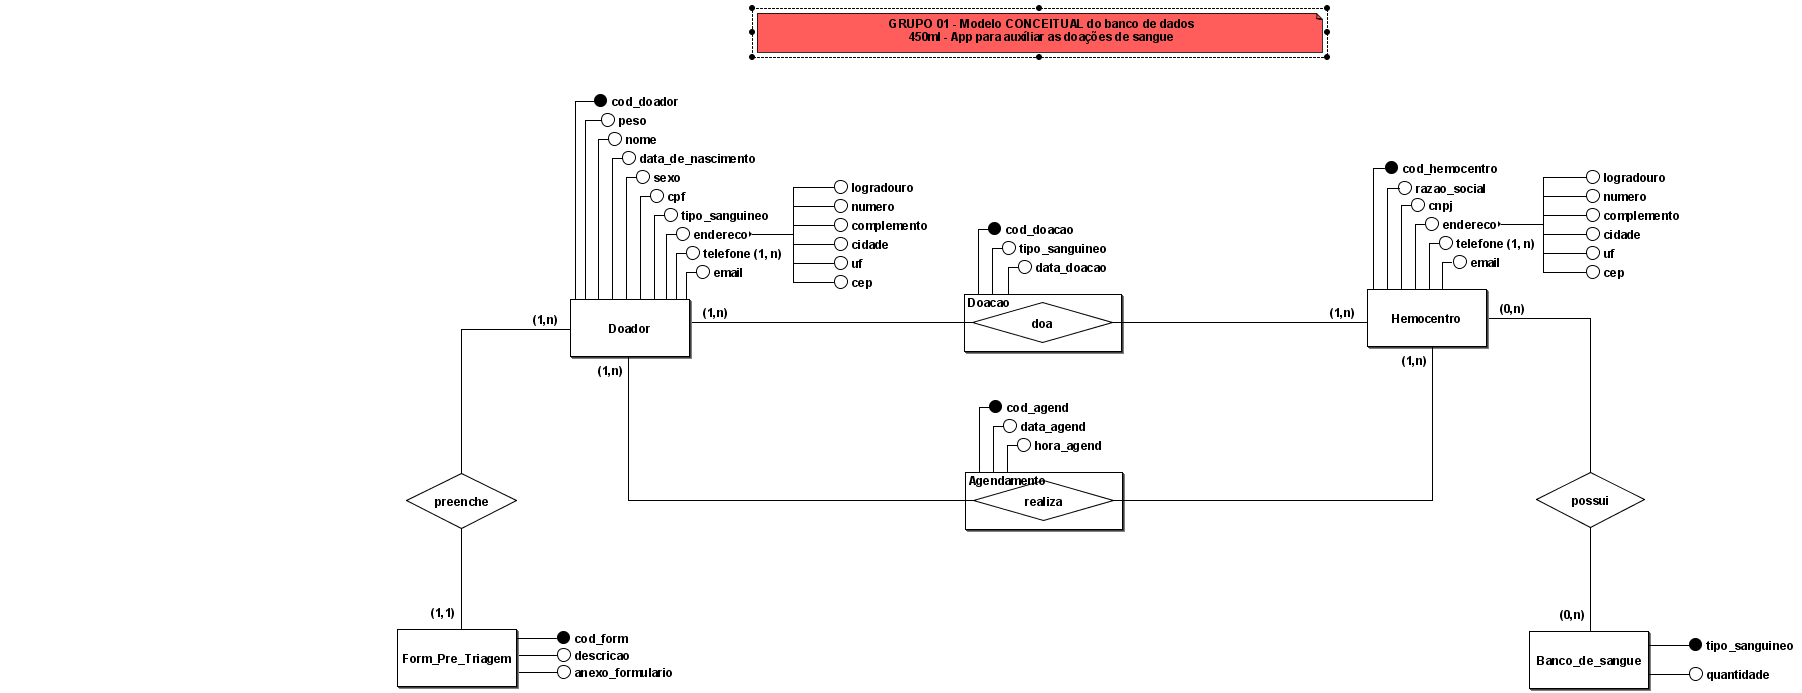 GRUPO 01 - Modelo CONCEITUAL do banco de dados
450ml - App para auxíliar as doações de sangue
cod_doador
peso
nome
data_de_nascimento
sexo
cpf
tipo_sanguineo
endereco
telefone (1, n)
email
logradouro
numero
complemento
cidade
uf
cep
cod_doacao
tipo_sanguineo
data_doacao
cod_hemocentro
razao_social
cnpj
endereco
telefone (1, n)
email
logradouro
numero
complemento
cidade
uf
cep
(1,n)
Doador
(1,n)
(1,n)
Doacao
doa
(1,n)
Hemocentro
(0,n)
(1,n)
cod_agend
data_agend
hora_agend
Agendamento
realiza
preenche
possui
(1,1)
Form_Pre_Triagem
cod_form
descricao
anexo_formulario
(0,n)
Banco_de_sangue
tipo_sanguineo
quantidade